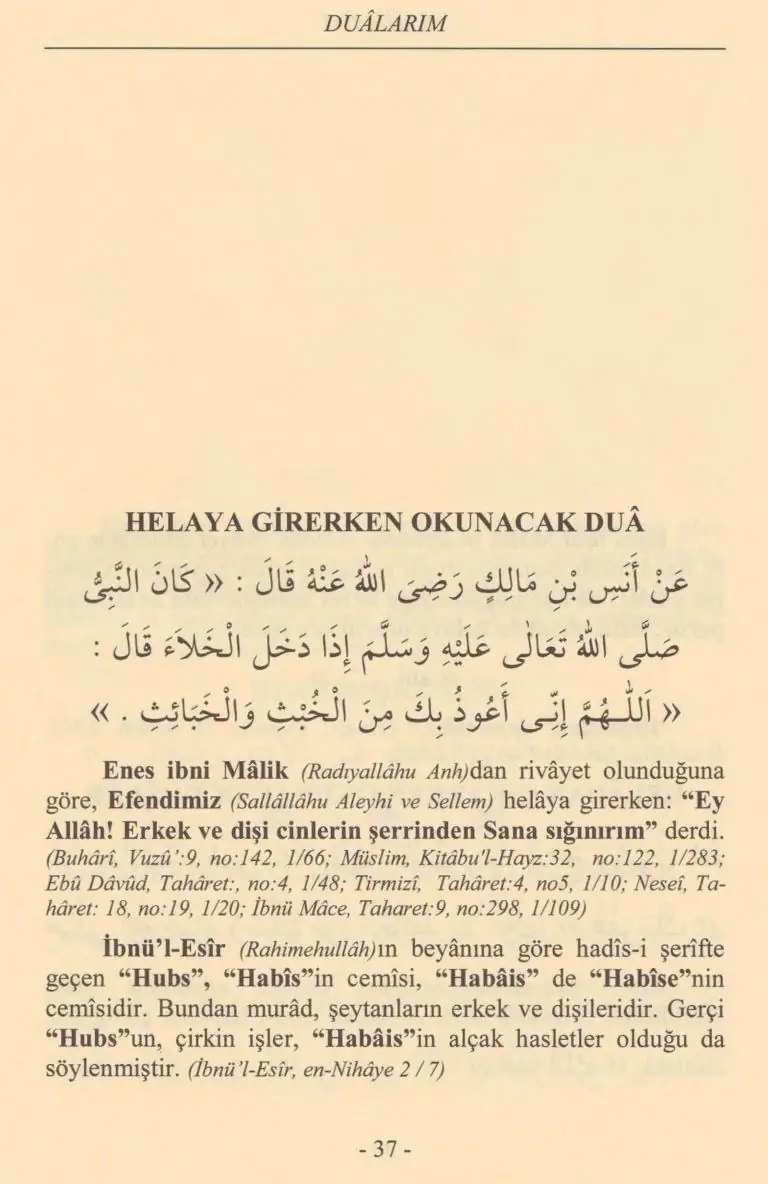 DUÂLARIM
HELAYA GİRERKEN OKUNACAK DUÂ
عَنْ أَنَسِ بْنِ مَالِكٍ رَضِىَ اللهُ عَنْهُ قَالَ : « كَانَ النَّبِىُّ
صَلَّى اللهُ تَعَالٰى عَلَيْهِ وَسَلَّمَ إِذَا دَخَلَ الْخَلاَءَ قَالَ :
« اَللّٰهُمَّ إِنِّـى أَعُوذُ بِكَ مِنَ الْخُبْثِ وَالْخَبَائِثِ . »
Enes ibni Mâlik (Radıyallâhu Anh)dan rivâyet olunduğuna
göre, Efendimiz (Sallâllâhu Aleyhi ve Sellem) helâya girerken: “Ey
Allâh! Erkek ve dişi cinlerin şerrinden Sana sığınırım” derdi.
(Buhârî, Vuzû’:9, no:142, 1/66; Müslim, Kitâbu'l-Hayz:32, no:122, 1/283;
Ebû Dâvûd, Tahâret:, no:4, 1/48; Tirmizî, Tahâret:4, no5, 1/10; Neseî, Ta-
hâret: 18, no:19, 1/20; İbnü Mâce, Taharet:9, no:298, 1/109)
İbnü’l-Esîr (Rahimehullâh)ın beyânına göre hadîs-i şerîfte
geçen “Hubs”, “Habîs”in cemîsi, “Habâis” de “Habîse”nin
cemîsidir. Bundan murâd, şeytanların erkek ve dişileridir. Gerçi
“Hubs”un, çirkin işler, “Habâis”in alçak hasletler olduğu da
söylenmiştir. (İbnü’l-Esîr, en-Nihâye 2 / 7)
- 37 -